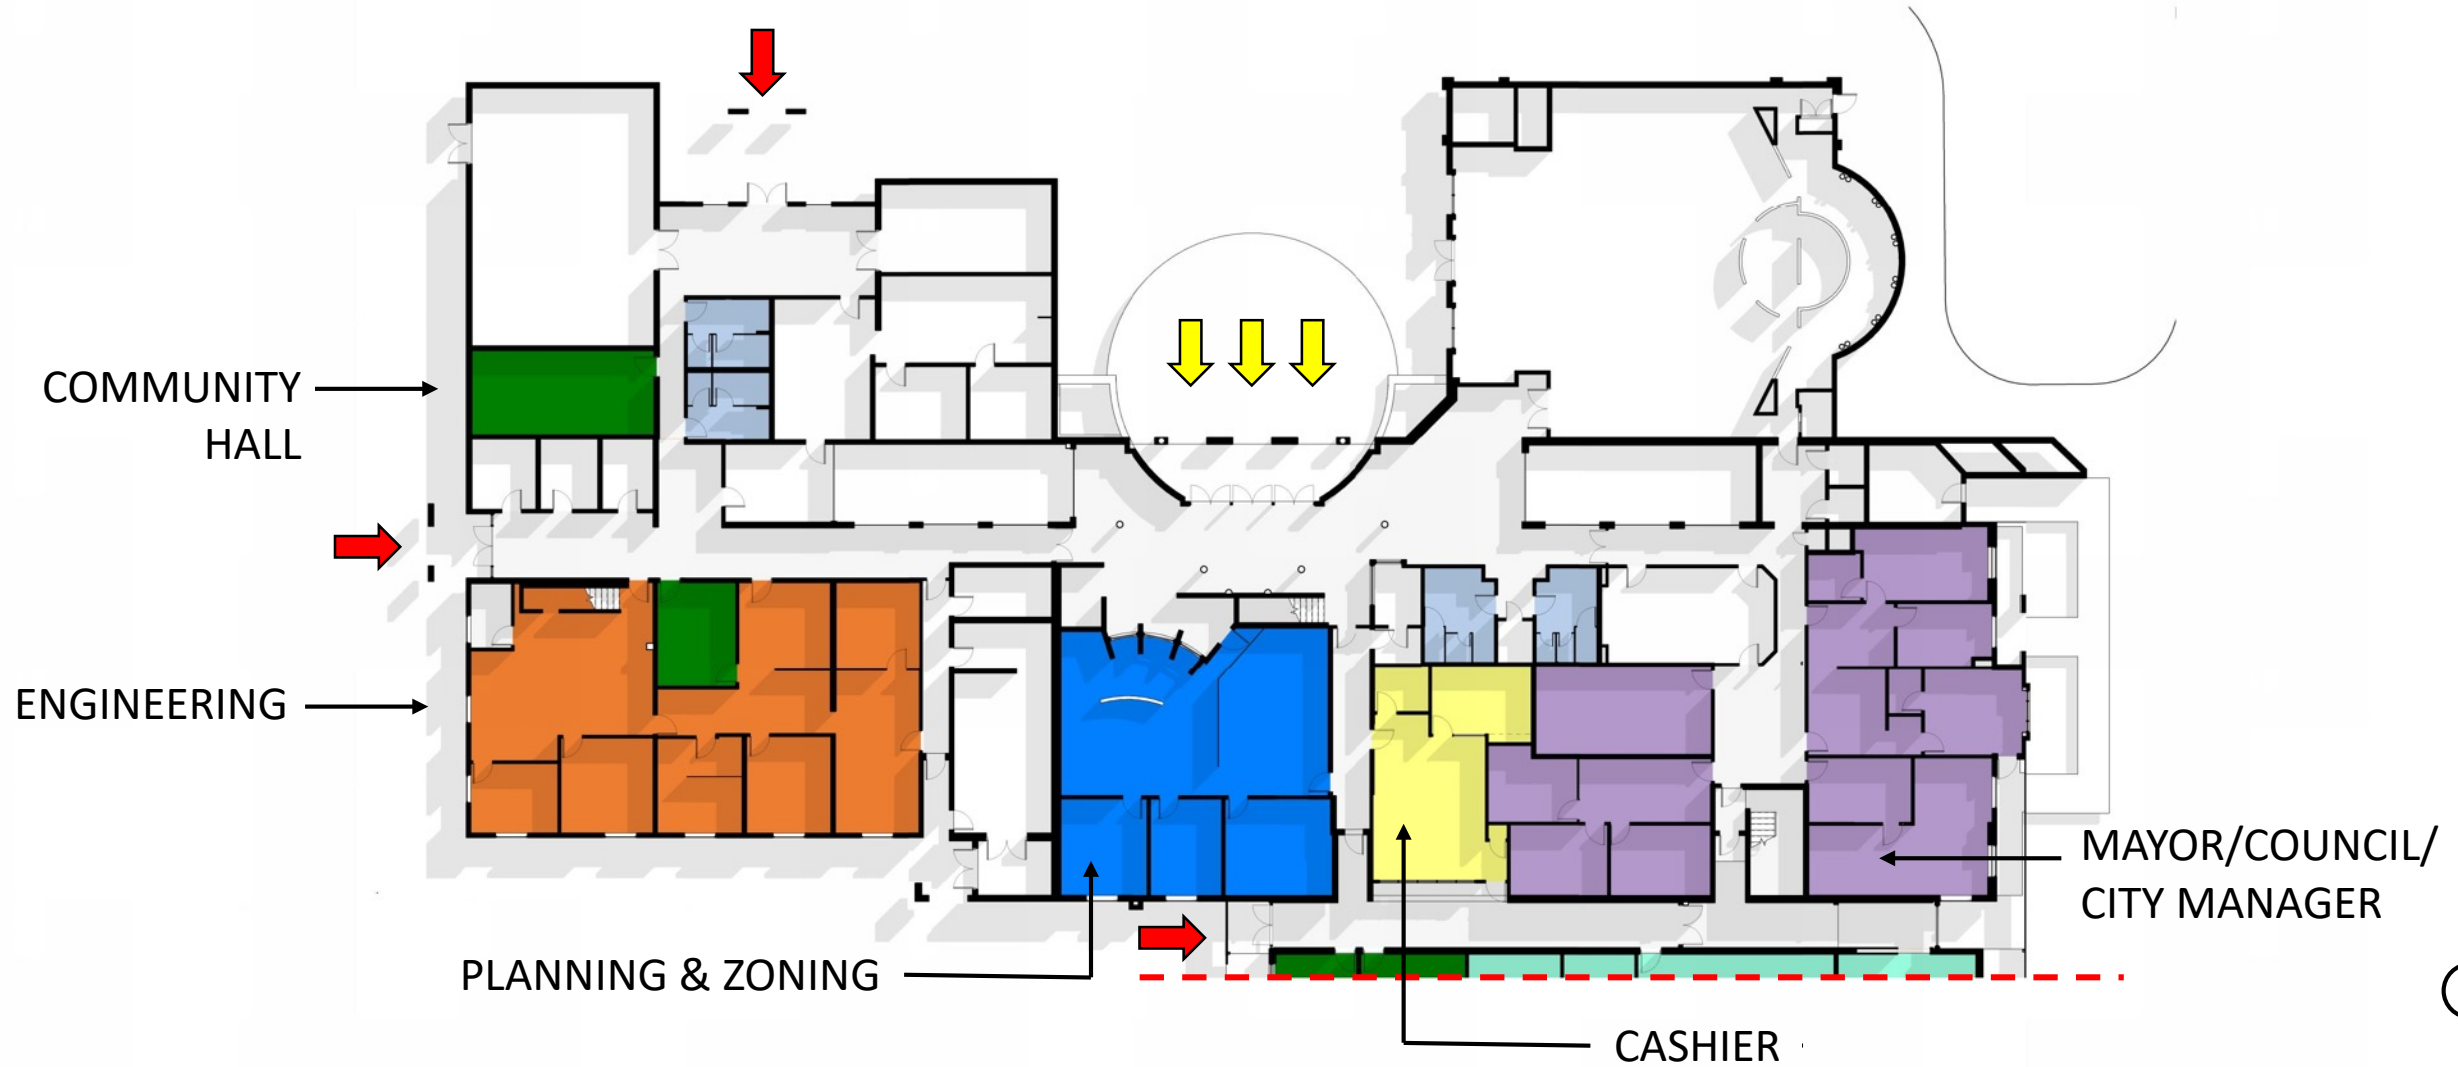 COMMUNITY
HALL
ENGINEERING
PLANNING & ZONING
CASHIER
MAYOR/COUNCIL/
CITY MANAGER